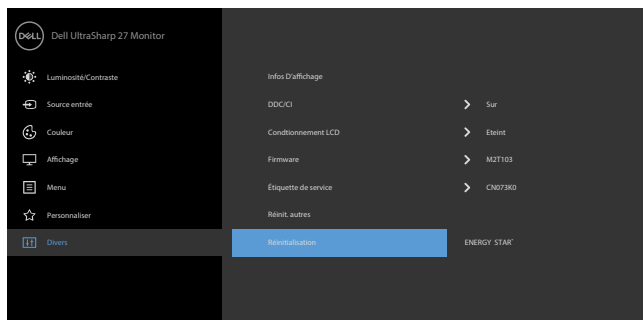 DELL Dell UltraSharp 27 Monitor
Luminosité/Contraste
Infos D'affichage
Source entrée
DDC/CI Sur
Couleur
Condtionnement LCD Eteint
Affichage
Firmware M2T103
Menu
Étiquette de service CN073K0
Personnaliser
Réinit. autres
Divers
Réinitialisation ENERGY STAR®